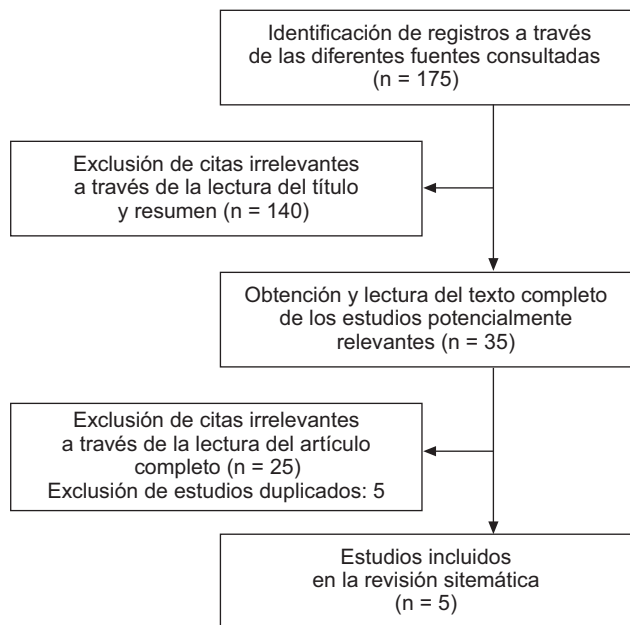 Identificación de registros a través
de las diferentes fuentes consultadas
(n = 175)
Exclusión de citas irrelevantes
a través de la lectura del título
y resumen (n = 140)
Obtención y lectura del texto completo
de los estudios potencialmente
relevantes (n = 35)
Exclusión de citas irrelevantes
a través de la lectura del artículo
completo (n = 25)
Exclusión de estudios duplicados: 5
Estudios incluidos
en la revisión sitemática
(n = 5)